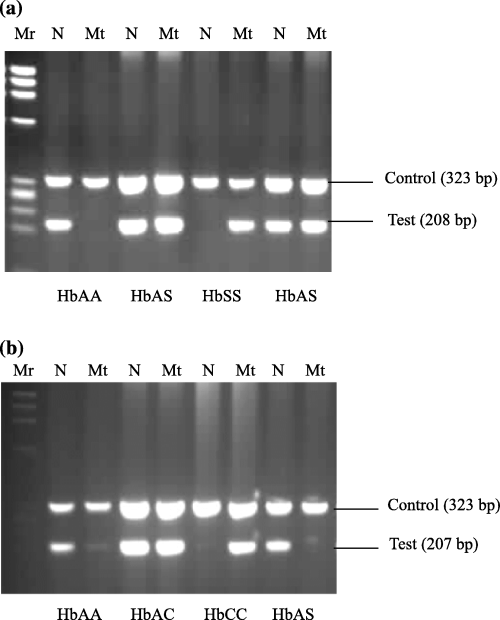 (a)
Mr N Mt N Mt N Mt N Mt
Control (323 bp)
Test (208 bp)
HbAA HbAS HbSS HbAS
(b)
Mr N Mt N Mt N Mt N Mt
Control (323 bp)
Test (207 bp)
HbAA HbAC HbCC HbAS